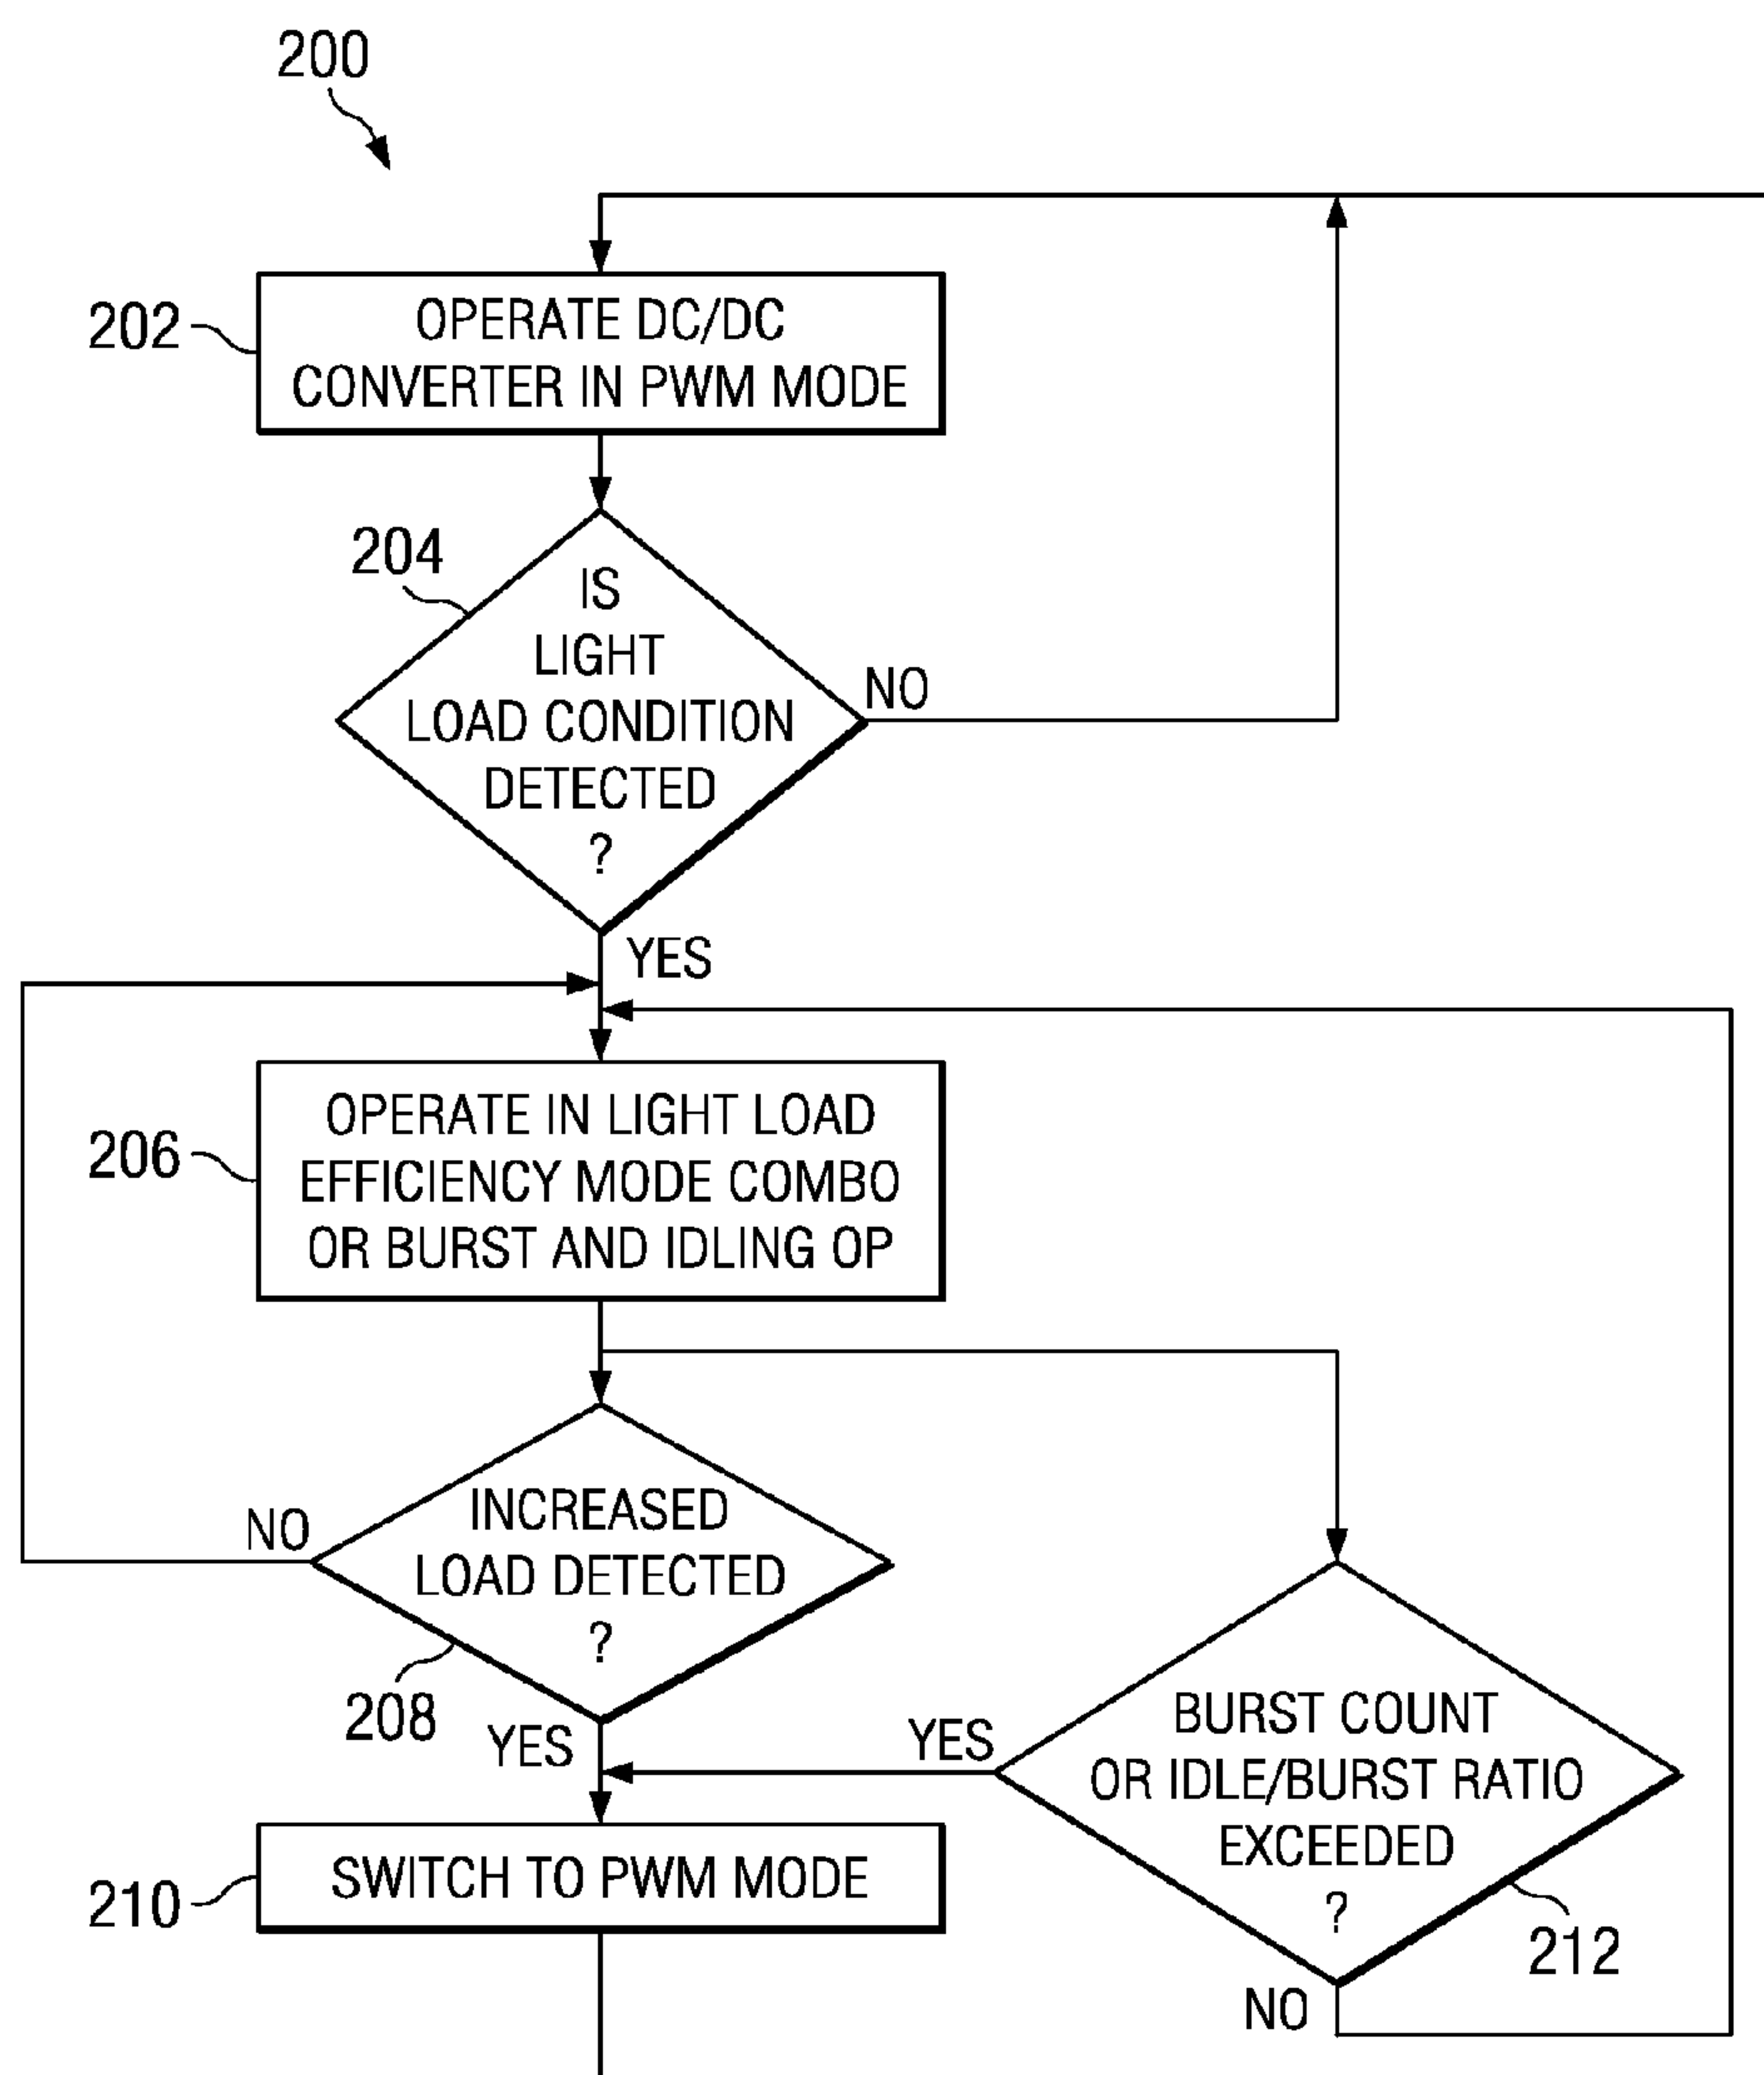 200
202
OPERATE DC/DC
CONVERTER IN PWM MODE
204
IS
LIGHT
LOAD CONDITION
DETECTED
?
NO
YES
206
OPERATE IN LIGHT LOAD
EFFICIENCY MODE COMBO
OR BURST AND IDLING OP
NO
INCREASED
LOAD DETECTED
?
208
YES
YES
BURST COUNT
OR IDLE/BURST RATIO
EXCEEDED
?
212
NO
210
SWITCH TO PWM MODE